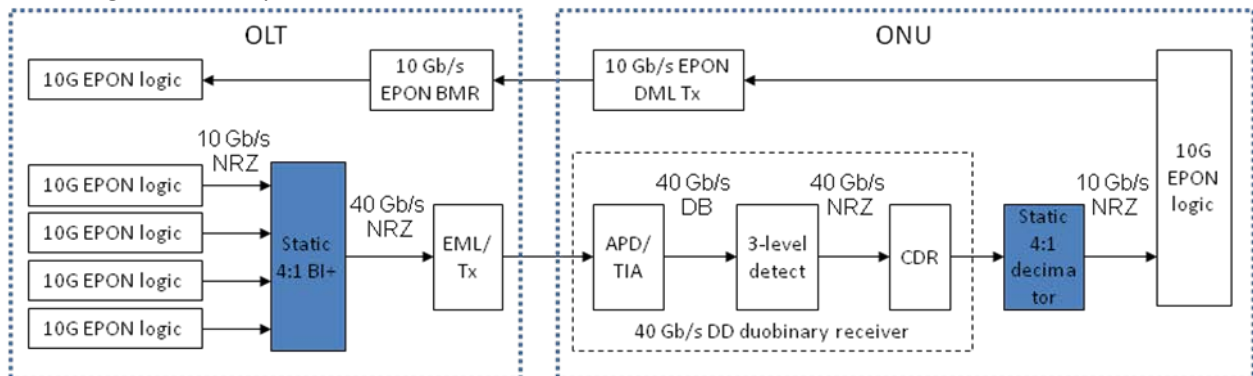 OLT
ONU
10G EPON logic
10 Gb/s
EPON BMR
10 Gb/s EPON
DML Tx
10G
EPON
logic
10 Gb/s
NRZ
10G EPON logic
10G EPON logic
10G EPON logic
10G EPON logic
Static
4:1 BI+
40 Gb/s
NRZ
EML/
Tx
APD/
TIA
40 Gb/s
DB
3-level
detect
40 Gb/s
NRZ
CDR
40 Gb/s DD duobinary receiver
Static
4:1
decima
tor
10 Gb/s
NRZ